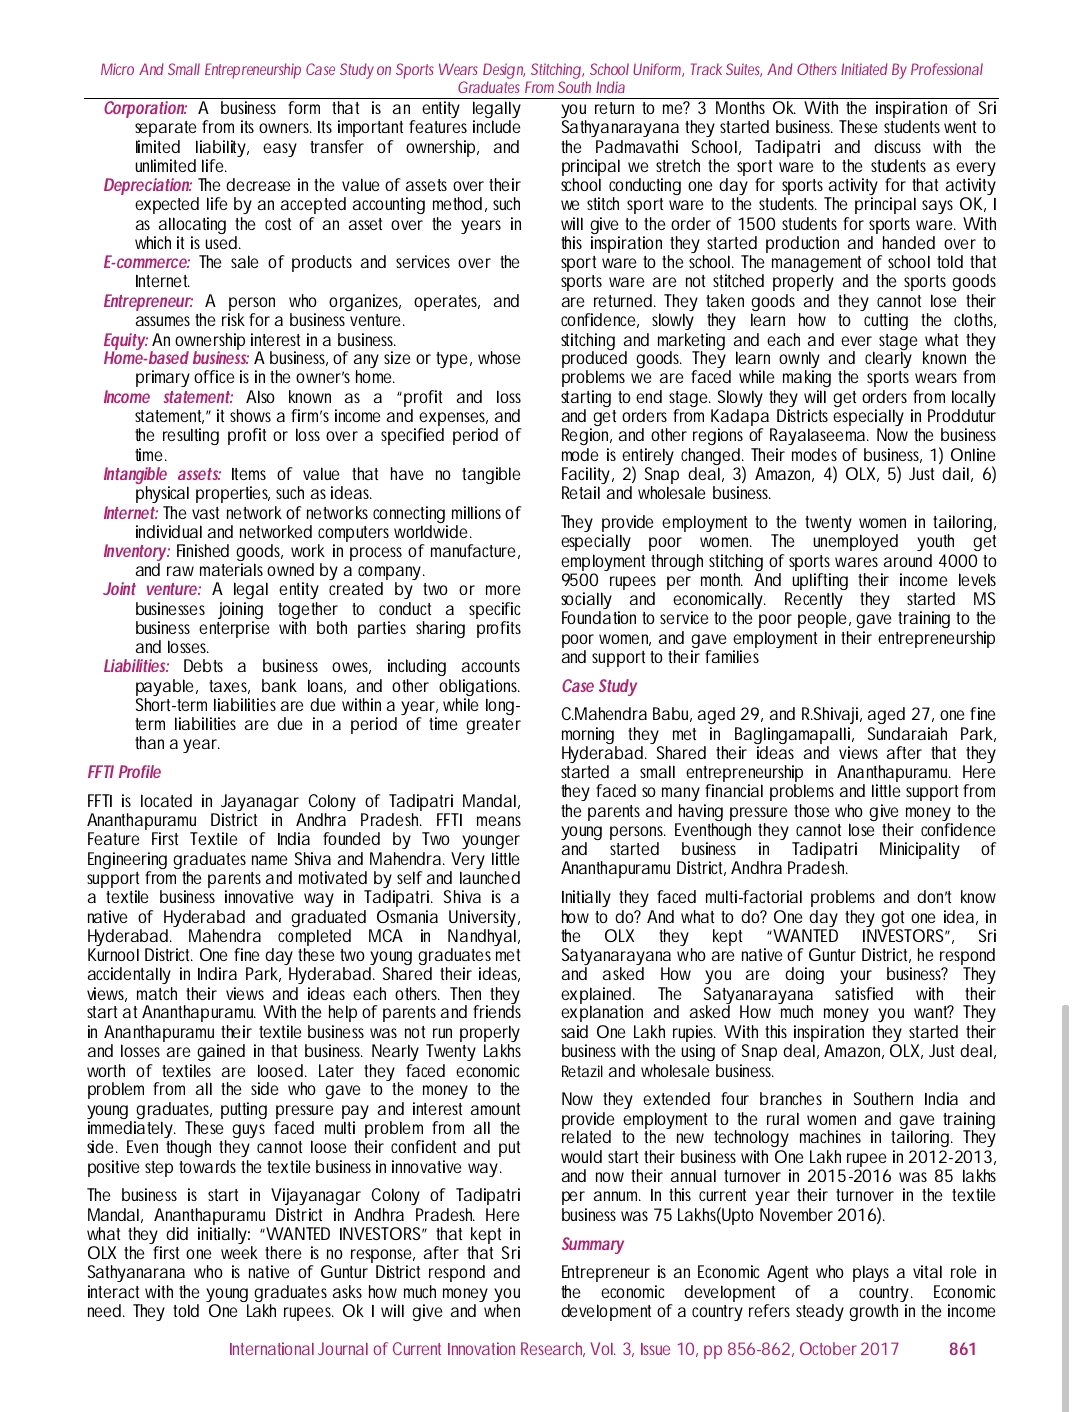 Micro And Small Entrepreneurship Case Study on Sports Wears Design, Stitching, School Uniform, Track Suites, And Others Initiated By Professional
Graduates From South India
Corporation: A business form that is an entity legally
separate from its owners. Its important features include
limited liability, easy transfer of ownership, and
unlimited life.
Depreciation: The decrease in the value of assets over their
expected life by an accepted accounting method, such
as allocating the cost of an asset over the years in
which it is used.
E-commerce: The sale of products and services over the
Internet.
Entrepreneur: A person who organizes, operates, and
assumes the risk for a business venture.
Equity: An ownership interest in a business.
Home-based business: A business, of any size or type, whose
primary office is in the owner's home.
Income statement: Also known as a “profit and loss
statement,” it shows a firm's income and expenses, and
the resulting profit or loss over a specified period of
time.
Intangible assets: Items of value that have no tangible
physical properties, such as ideas.
Internet: The vast network of networks connecting millions of
individual and networked computers worldwide.
Inventory: Finished goods, work in process of manufacture,
and raw materials owned by a company.
Joint venture: A legal entity created by two or more
businesses joining together to conduct a specific
business enterprise with both parties sharing profits
and losses.
Liabilities: Debts a business owes, including accounts
payable, taxes, bank loans, and other obligations.
Short-term liabilities are due within a year, while long-
term liabilities are due in a period of time greater
than a year.
FFTI Profile
FFTI is located in Jayanagar Colony of Tadipatri Mandal,
Ananthapuramu District in Andhra Pradesh. FFTI means
Feature First Textile of India founded by Two younger
Engineering graduates name Shiva and Mahendra. Very little
support from the parents and motivated by self and launched
a textile business innovative way in Tadipatri. Shiva is a
native of Hyderabad and graduated Osmania University,
Hyderabad. Mahendra completed MCA in Nandhyal,
Kurnool District. One fine day these two young graduates met
accidentally in Indira Park, Hyderabad. Shared their ideas,
views, match their views and ideas each others. Then they
start at Ananthapuramu. With the help of parents and friends
in Ananthapuramu their textile business was not run properly
and losses are gained in that business. Nearly Twenty Lakhs
worth of textiles are loosed. Later they faced economic
problem from all the side who gave to the money to the
young graduates, putting pressure pay and interest amount
immediately. These guys faced multi problem from all the
side. Even though they cannot loose their confident and put
positive step towards the textile business in innovative way.
The business is start in Vijayanagar Colony of Tadipatri
Mandal, Ananthapuramu District in Andhra Pradesh. Here
what they did initially: “WANTED INVESTORS” that kept in
OLX the first one week there is no response, after that Sri
Sathyanarana who is native of Guntur District respond and
interact with the young graduates asks how much money you
need. They told One Lakh rupees. Ok I will give and when
you return to me? 3 Months Ok. With the inspiration of Sri
Sathyanarayana they started business. These students went to
the Padmavathi School, Tadipatri and discuss with the
principal we stretch the sport ware to the students as every
school conducting one day for sports activity for that activity
we stitch sport ware to the students. The principal says OK, I
will give to the order of 1500 students for sports ware. With
this inspiration they started production and handed over to
sport ware to the school. The management of school told that
sports ware are not stitched properly and the sports goods
are returned. They taken goods and they cannot lose their
confidence, slowly they learn how to cutting the cloths,
stitching and marketing and each and ever stage what they
produced goods. They learn ownly and clearly known the
problems we are faced while making the sports wears from
starting to end stage. Slowly they will get orders from locally
and get orders from Kadapa Districts especially in Proddutur
Region, and other regions of Rayalaseema. Now the business
mode is entirely changed. Their modes of business, 1) Online
Facility, 2) Snap deal, 3) Amazon, 4) OLX, 5) Just dail, 6)
Retail and wholesale business.
They provide employment to the twenty women in tailoring,
especially poor women. The unemployed youth get
employment through stitching of sports wares around 4000 to
9500 rupees per month. And uplifting their income levels
socially and economically. Recently they started MS
Foundation to service to the poor people, gave training to the
poor women, and gave employment in their entrepreneurship
and support to their families
Case Study
C.Mahendra Babu, aged 29, and R.Shivaji, aged 27, one fine
morning they met in Baglingamapalli, Sundaraiah Park,
Hyderabad. Shared their ideas and views after that they
started a small entrepreneurship in Ananthapuramu. Here
they faced so many financial problems and little support from
the parents and having pressure those who give money to the
young persons. Eventhough they cannot lose their confidence
and started business in Tadipatri Minicipality of
Ananthapuramu District, Andhra Pradesh.
Initially they faced multi-factorial problems and don't know
how to do? And what to do? One day they got one idea, in
the OLX they kept “WANTED INVESTORS”, Sri
Satyanarayana who are native of Guntur District, he respond
and asked How you are doing your business? They
explained. The Satyanarayana satisfied with their
explanation and asked How much money you want? They
said One Lakh rupies. With this inspiration they started their
business with the using of Snap deal, Amazon, OLX, Just deal,
Retazil and wholesale business.
Now they extended four branches in Southern India and
provide employment to the rural women and gave training
related to the new technology machines in tailoring. They
would start their business with One Lakh rupee in 2012-2013,
and now their annual turnover in 2015-2016 was 85 lakhs
per annum. In this current year their turnover in the textile
business was 75 Lakhs(Upto November 2016).
Summary
Entrepreneur is an Economic Agent who plays a vital role in
the economic development of a country. Economic
development of a country refers steady growth in the income
International Journal of Current Innovation Research, Vol. 3, Issue 10, pp 856-862, October 2017 861